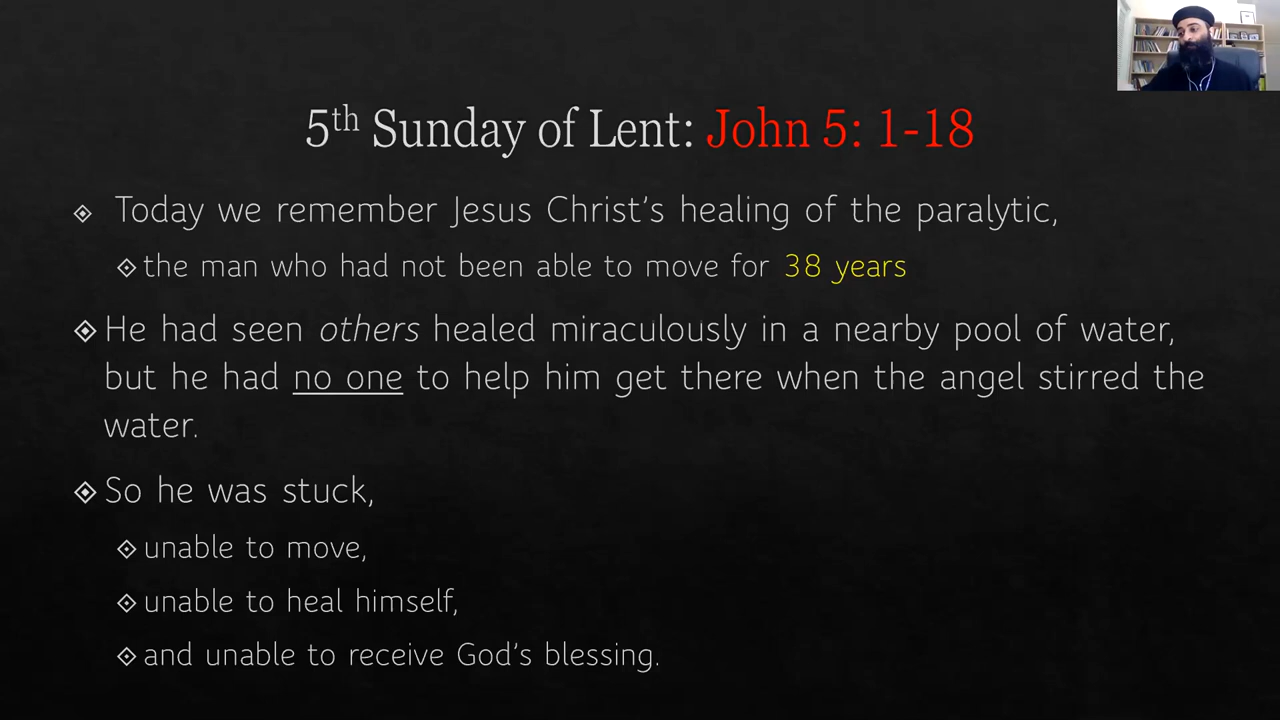 5th Sunday of Lent: John 5: 1-18
Today we remember Jesus Christ's healing of the paralytic,
the man who had not been able to move for 38 years
He had seen others healed miraculously in a nearby pool of water,
but he had no one to help him get there when the angel stirred the
water.
So he was stuck,
unable to move,
unable to heal himself,
and unable to receive God's blessing.